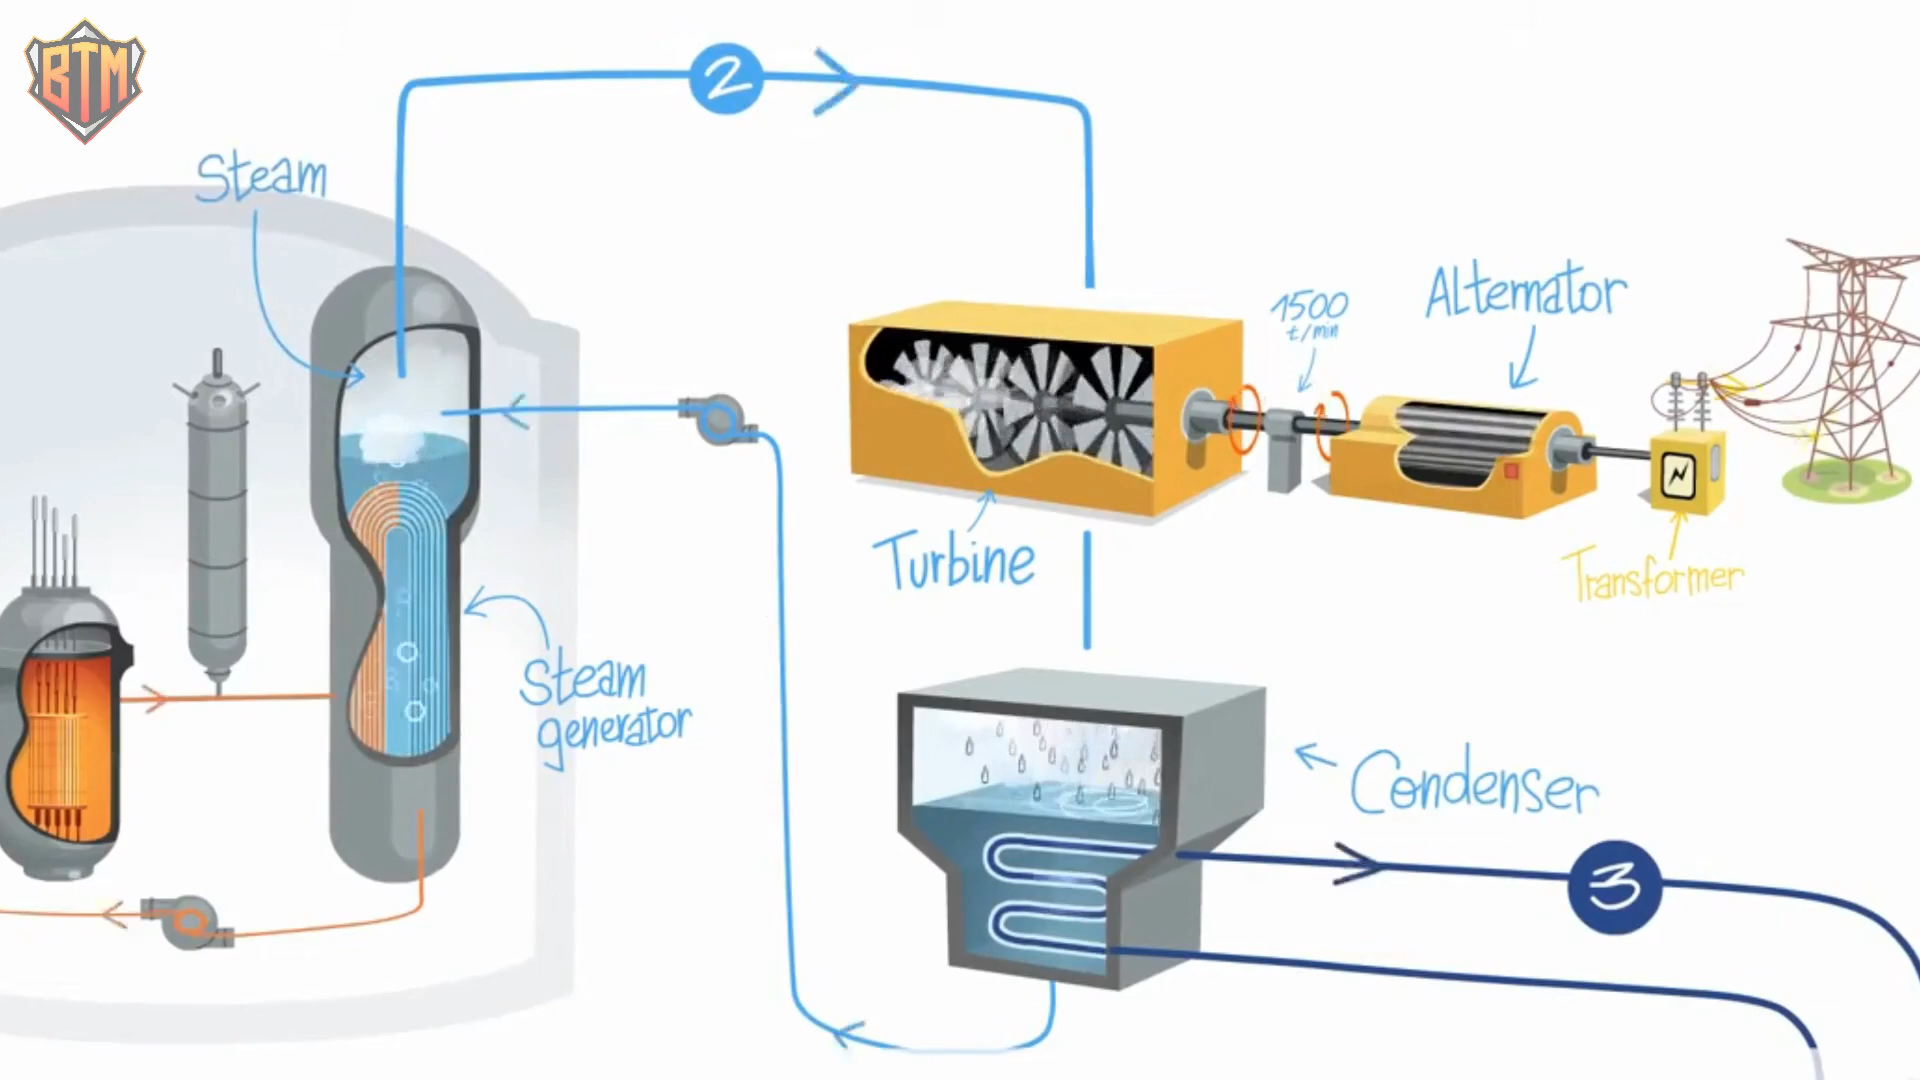 BTM
2
Steam
1500
t/min
Alternator
Turbine
Transformer
Steam
generator
Condenser
3